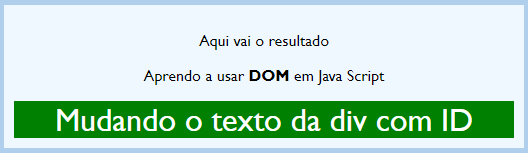 Aqui vai o resultado
Aprendo a usar DOM em Java Script
Mudando o texto da div com ID